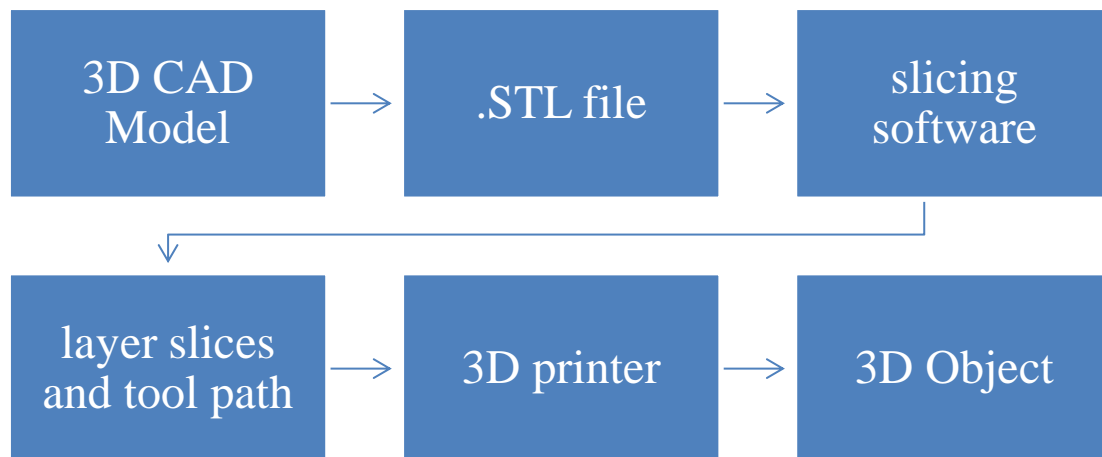 3D CAD
Model
.STL file
slicing
software
layer slices
and tool path
3D printer
3D Object